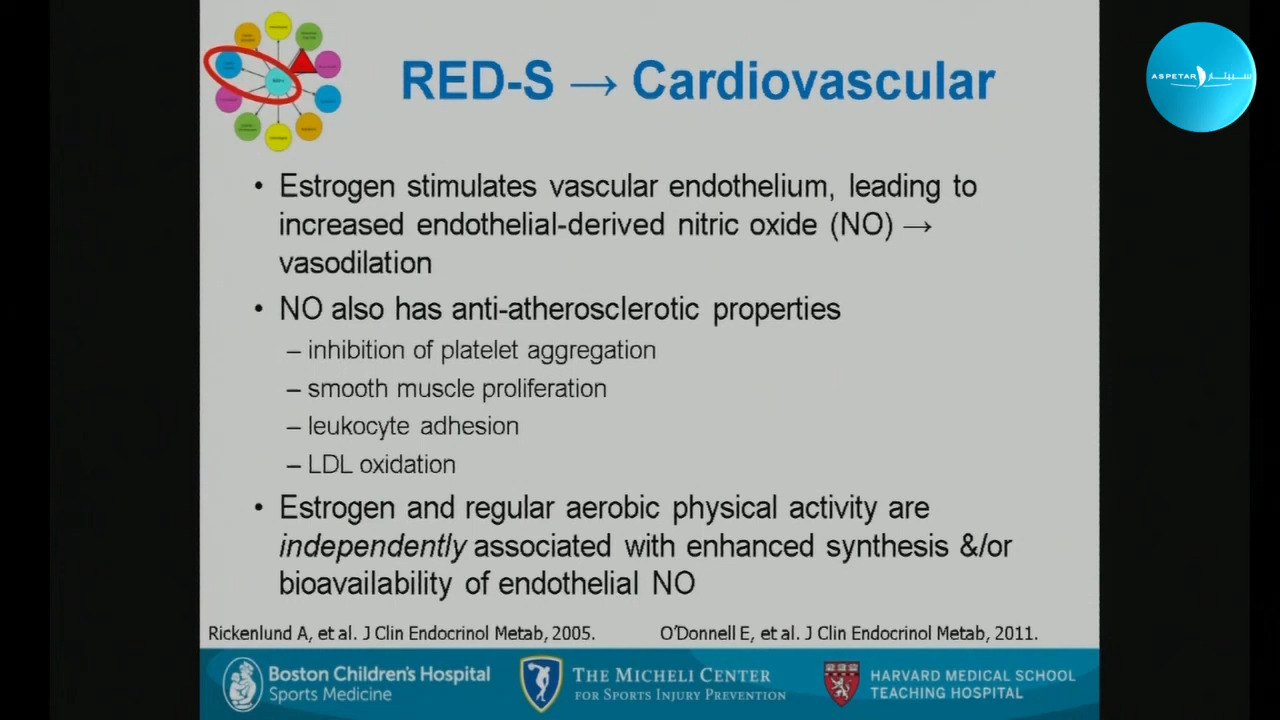 RED-S → Cardiovascular
ASPETAR سبيتار
• Estrogen stimulates vascular endothelium, leading to
increased endothelial-derived nitric oxide (NO) →
vasodilation
• NO also has anti-atherosclerotic properties
– inhibition of platelet aggregation
– smooth muscle proliferation
– leukocyte adhesion
– LDL oxidation
• Estrogen and regular aerobic physical activity are
independently associated with enhanced synthesis &/or
bioavailability of endothelial NO
Rickenlund A, et al. J Clin Endocrinol Metab, 2005. O'Donnell E, et al. J Clin Endocrinol Metab, 2011.
Boston Children's Hospital
Sports Medicine
THE MICHELI CENTER
FOR SPORTS INJURY PREVENTION
HARVARD MEDICAL SCHOOL
TEACHING HOSPITAL